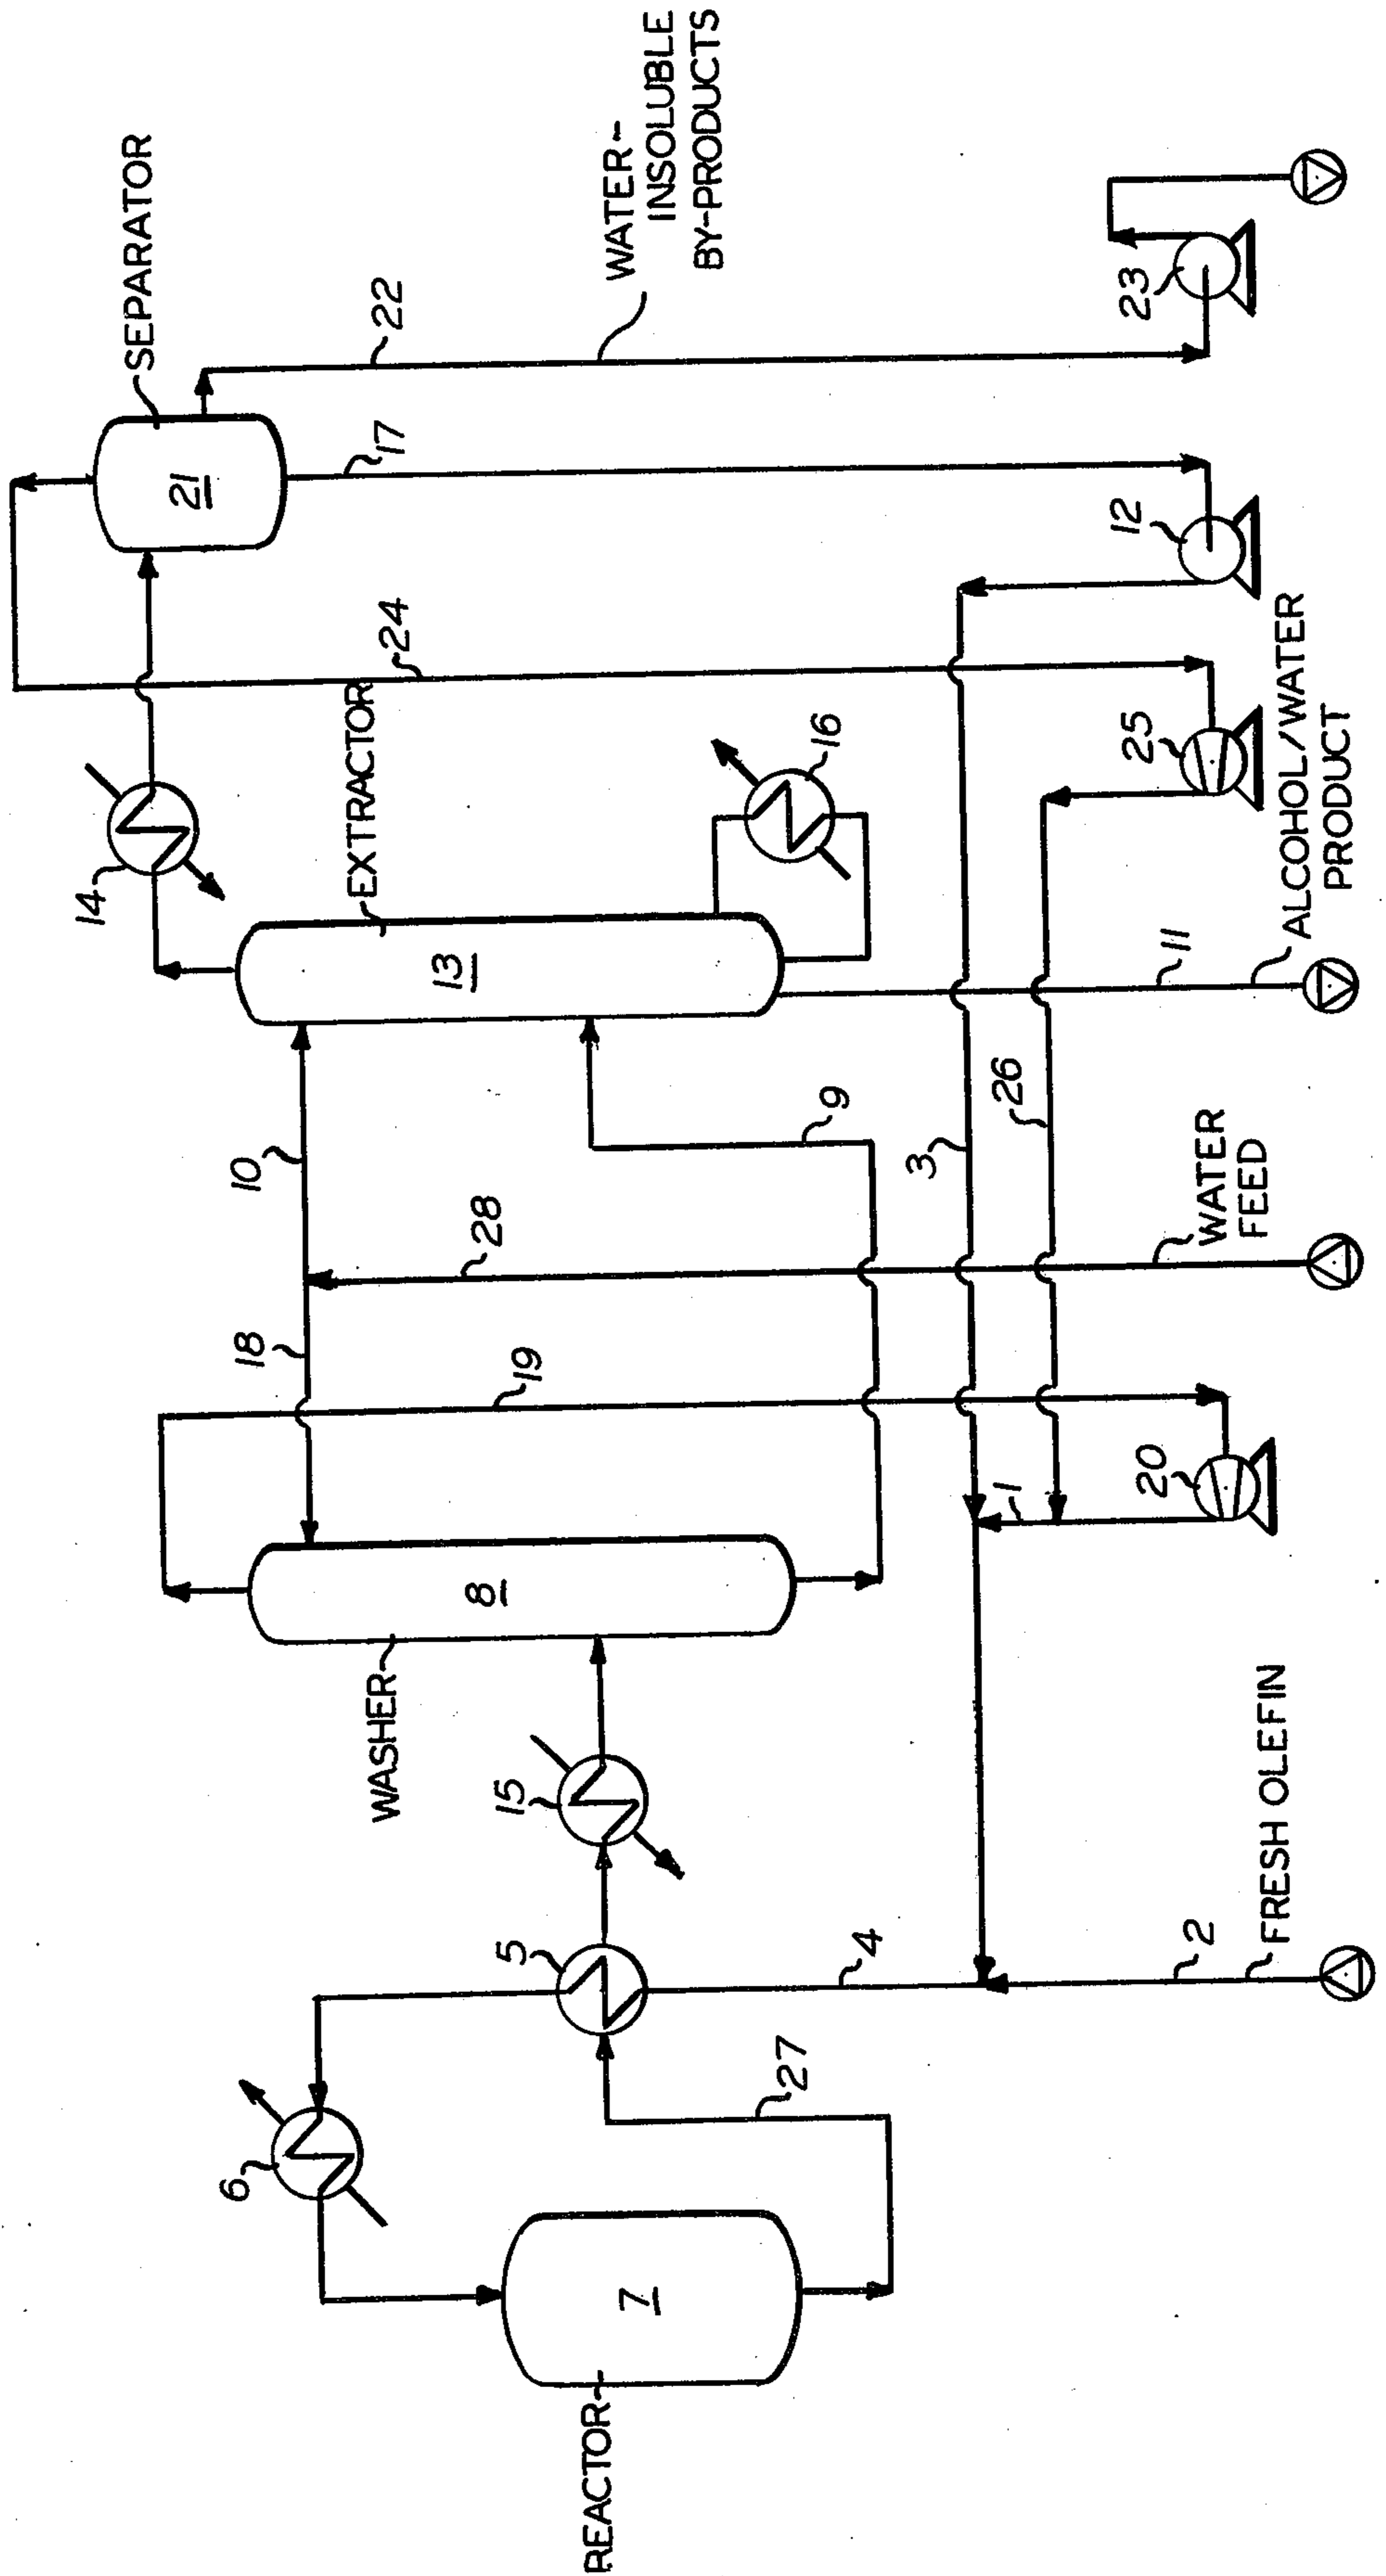 SEPARATOR
21
22
WATER-
INSOLUBLE
BY-PRODUCTS
23
17
12
24
14
EXTRACTOR
13
16
25
ALCOHOL/WATER
PRODUCT
11
10
9
3
26
28
WATER
FEED
18
19
1
20
8
WASHER
15
5
4
2
FRESH OLEFIN
27
6
7
REACTOR